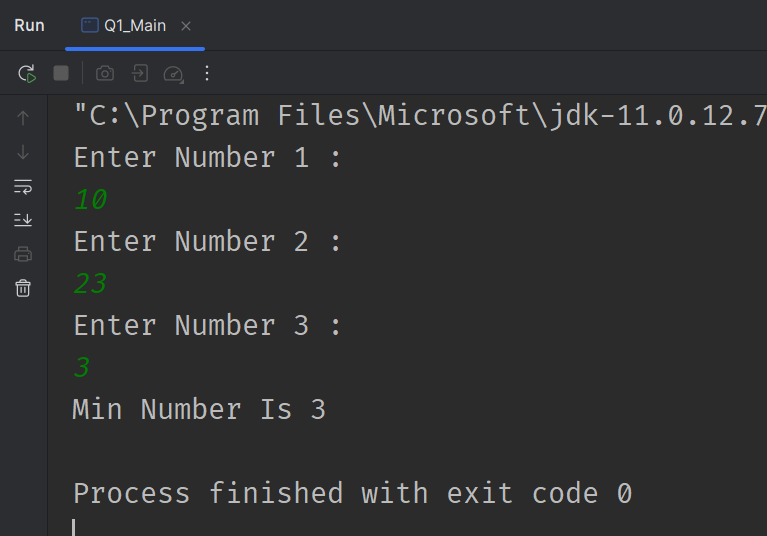 Run Q1_Main
"C:\Program Files\Microsoft\jdk-11.0.12.7
Enter Number 1 :
10
Enter Number 2 :
23
Enter Number 3 :
3
Min Number Is 3
Process finished with exit code 0